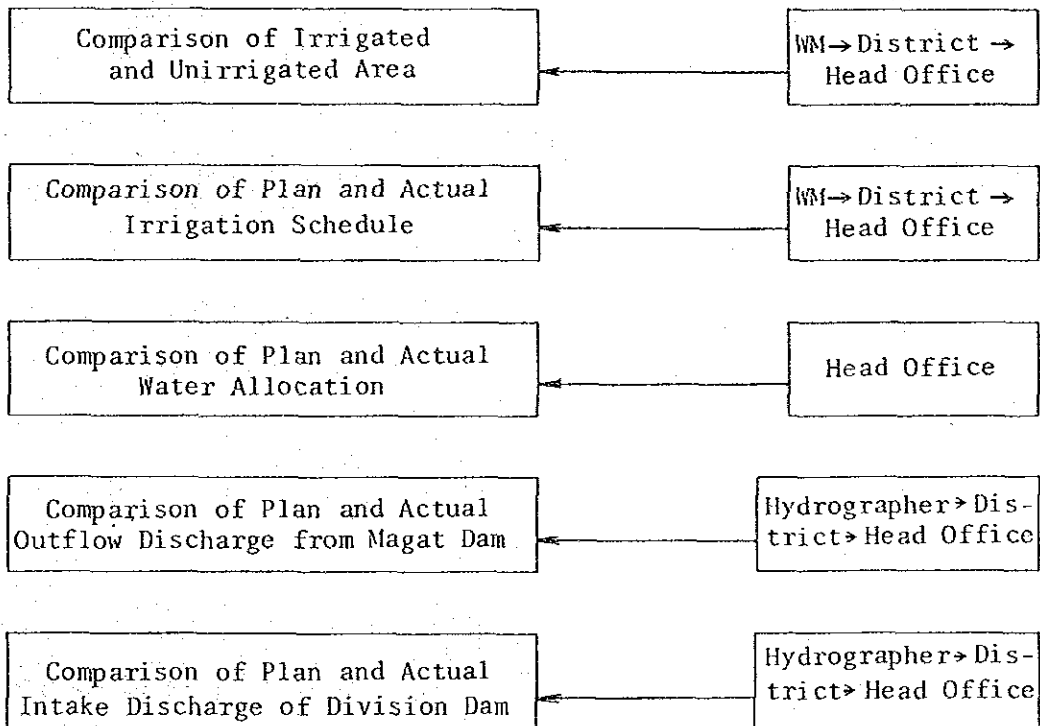 Comparison of Irrigated
and Unirrigated Area
WM→District →
Head Office
Comparison of Plan and Actual
Irrigation Schedule
WM→District →
Head Office
Comparison of Plan and Actual
Water Allocation
Head Office
Comparison of Plan and Actual
Outflow Discharge from Magat Dam
Hydrographer→Dis-
trict→Head Office
Comparison of Plan and Actual
Intake Discharge of Division Dam
Hydrographer→Dis-
trict→Head Office